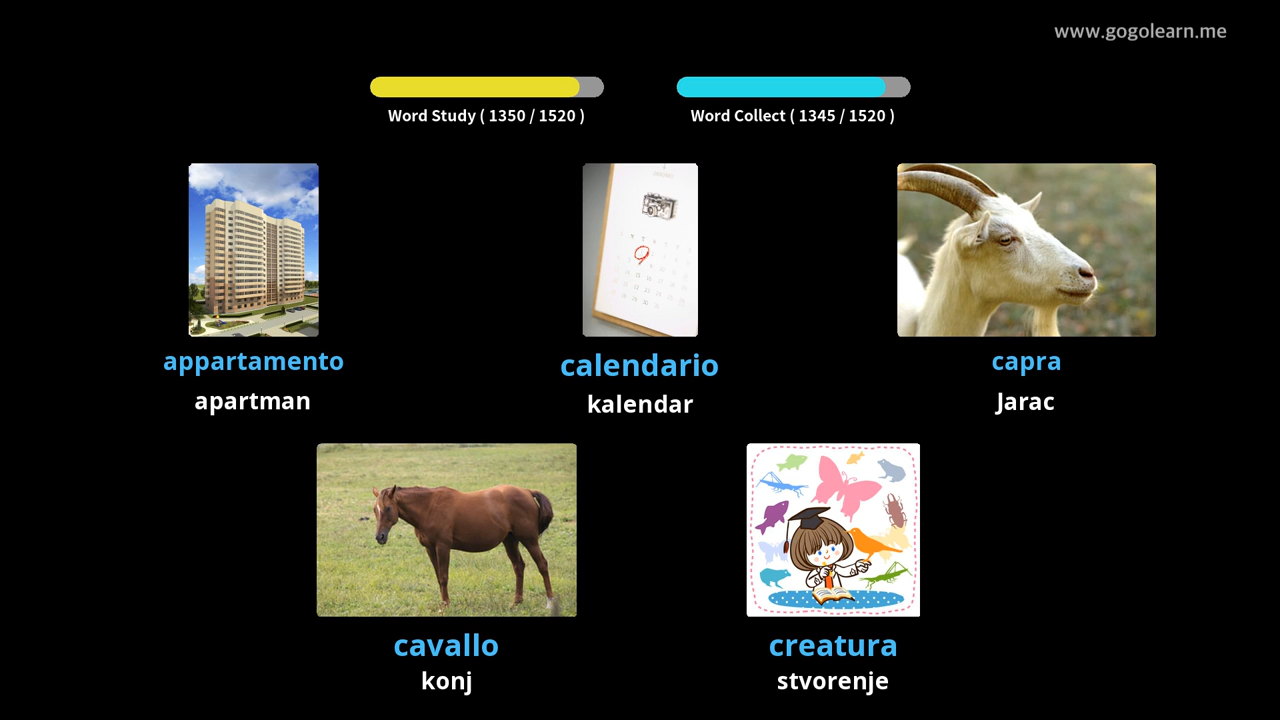 www.gogolearn.me
Word Study ( 1350 / 1520 )
Word Collect ( 1345 / 1520 )
appartamento
apartman
calendario
kalendar
capra
Jarac
cavallo
konj
creatura
stvorenje